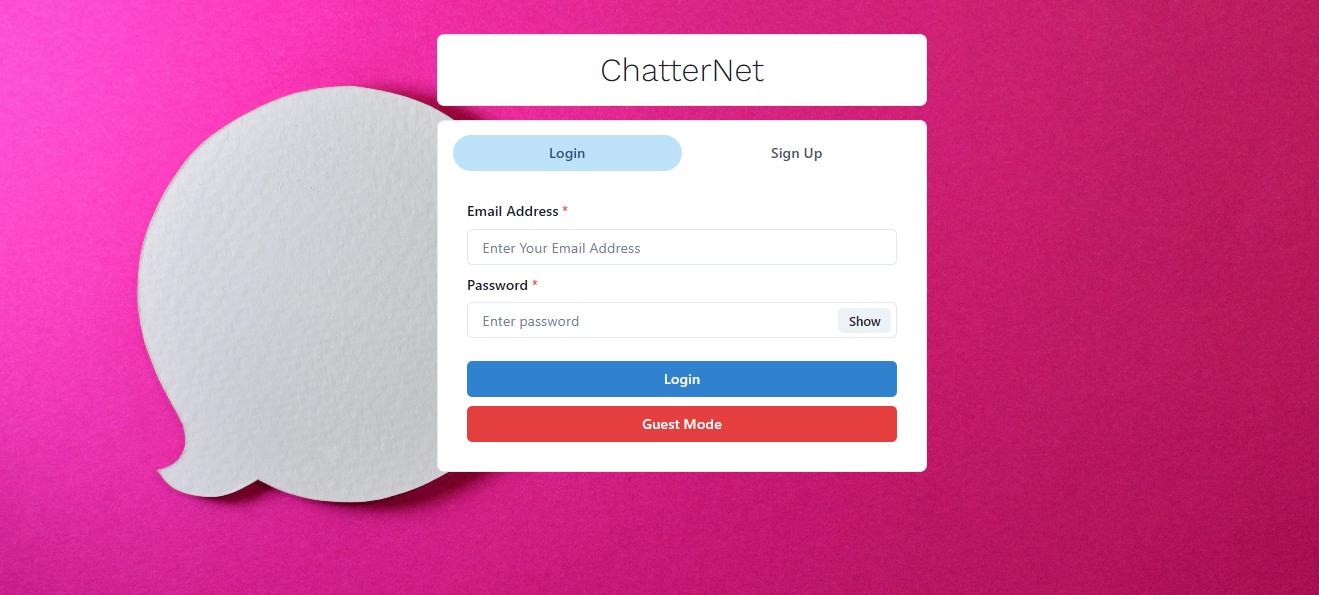 ChatterNet
Login Sign Up
Email Address *
Enter Your Email Address
Password *
Enter password Show
Login
Guest Mode